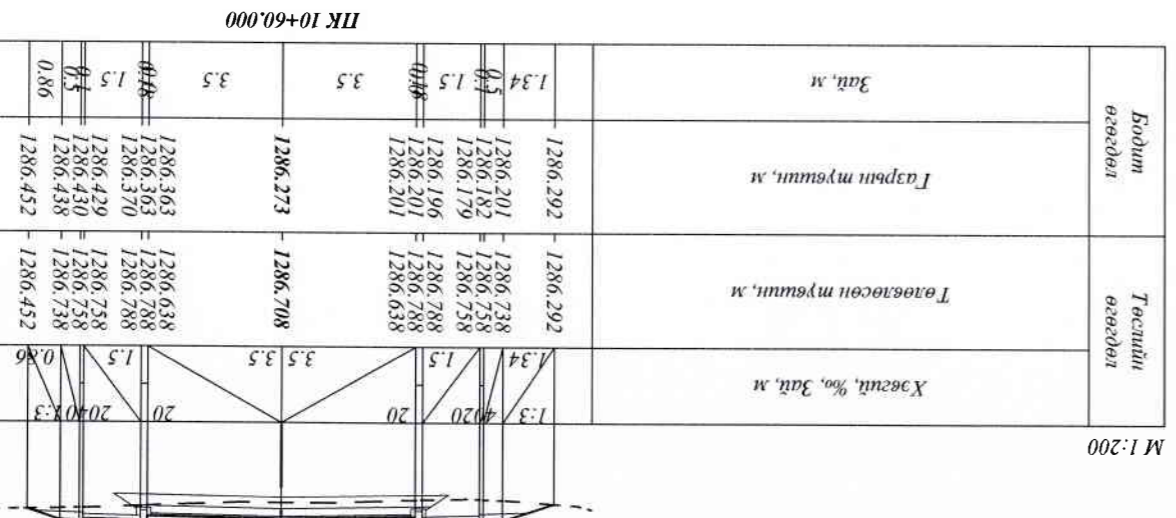 М 1:200
1:3 40 20 20 20 20 40 1:3
Төслийн өгөгдөл
Хэвгий, ‰, Зай, м
1.34 1.5 3.5 3.5 1.5 0.86
Төлөвлөсөн түвшин, м
1286.292 1286.738 1286.758 1286.758 1286.788 1286.788 1286.638 1286.708 1286.638 1286.788 1286.788 1286.758 1286.758 1286.738 1286.452
Бодит өгөгдөл
Газрын түвшин, м
1286.292 1286.201 1286.182 1286.179 1286.196 1286.201 1286.201 1286.273 1286.363 1286.363 1286.370 1286.429 1286.430 1286.438 1286.452
Зай, м
1.34 0.5 1.5 3.5 3.5 1.5 0.5 0.86
ПК 10+60.000